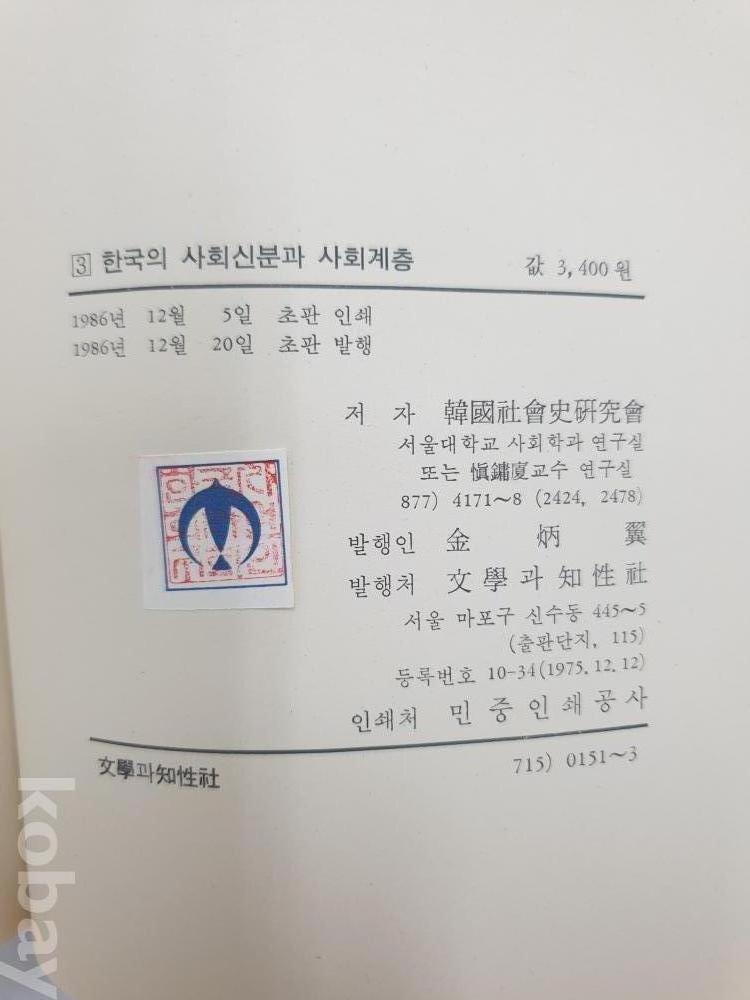 ③ 한국의 사회신분과 사회계층 값 3,400원
1986년 12월 5일 초판 인쇄
1986년 12월 20일 초판 발행
저 자 韓國社會史硏究會
서울대학교 사회학과 연구실
또는 愼鏞廈교수 연구실
877) 4171~8 (2424, 2478)
발행인 金 炳 翼
발행처 文學과知性社
서울 마포구 신수동 445~5
(출판단지, 115)
등록번호 10-34(1975.12.12)
인쇄처 민중인쇄공사
715) 0151~3
文學과知性社
kobay